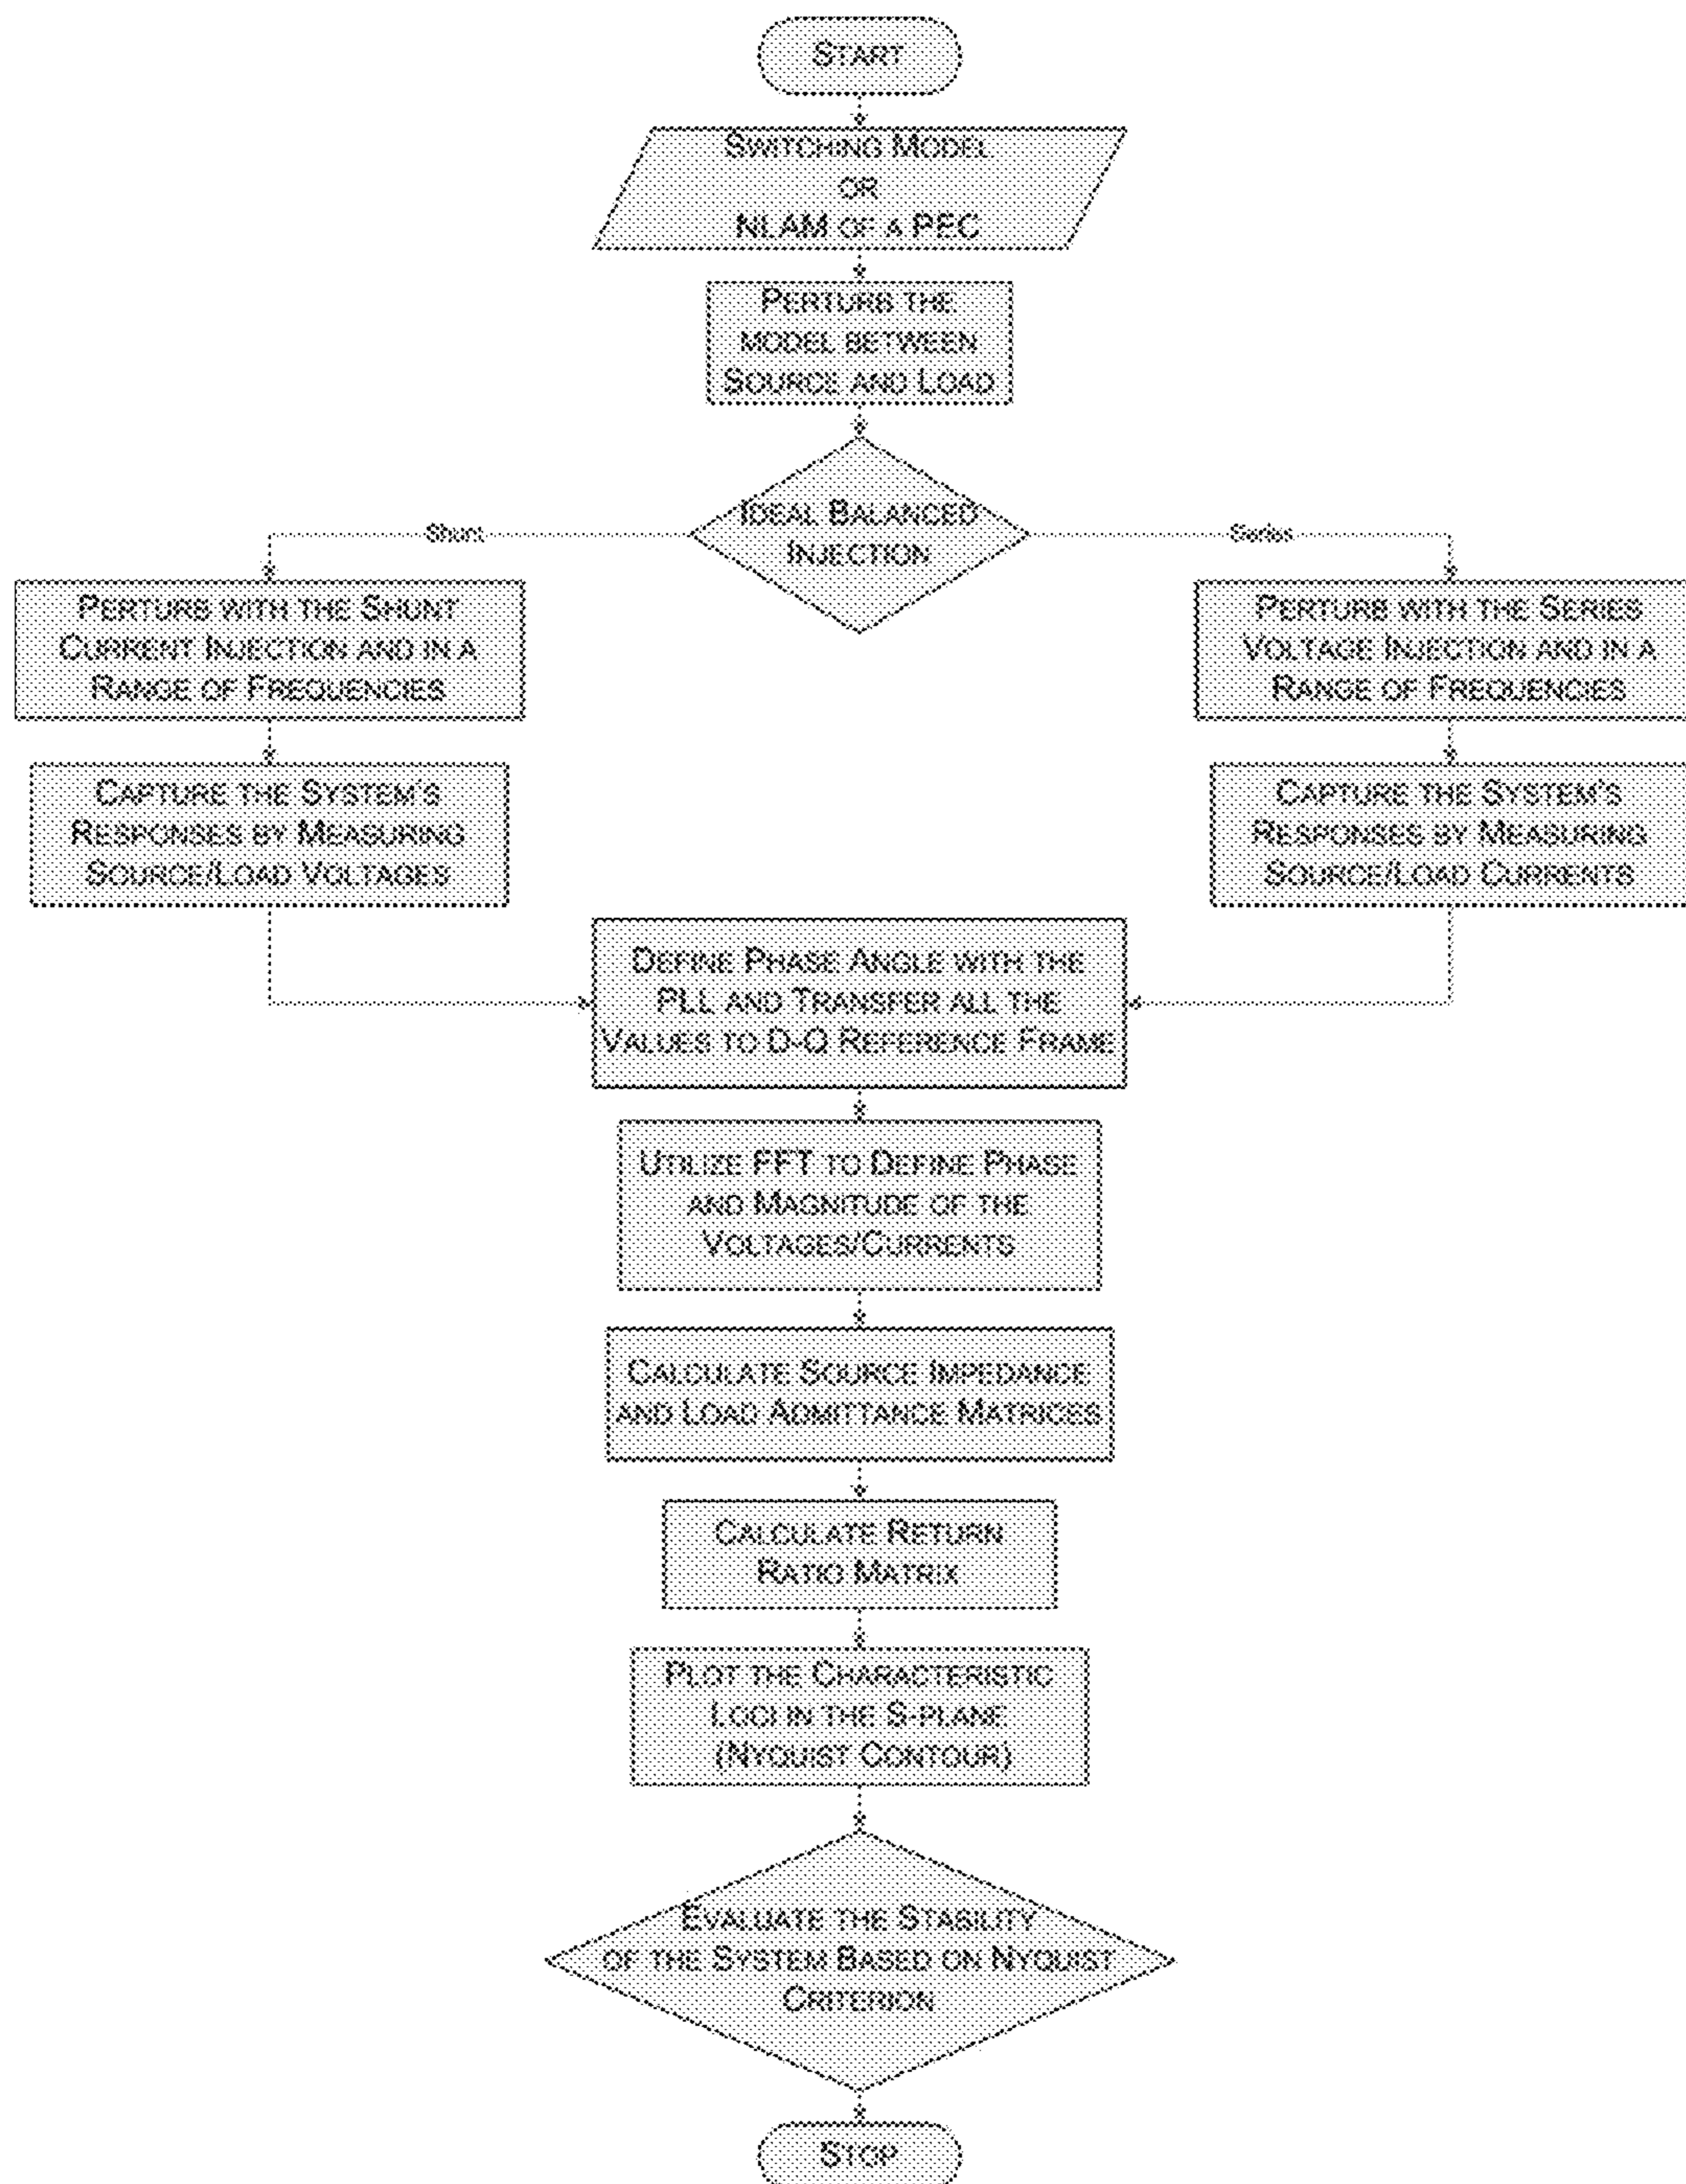 START
SWITCHING MODEL
OR
NLAM OF A PEC
PERTURB THE
MODEL BETWEEN
SOURCE AND LOAD
IDEAL BALANCED
INJECTION
Shunt
Series
PERTURB WITH THE SHUNT
CURRENT INJECTION AND IN A
RANGE OF FREQUENCIES
PERTURB WITH THE SERIES
VOLTAGE INJECTION AND IN A
RANGE OF FREQUENCIES
CAPTURE THE SYSTEM'S
RESPONSES BY MEASURING
SOURCE/LOAD VOLTAGES
CAPTURE THE SYSTEM'S
RESPONSES BY MEASURING
SOURCE/LOAD CURRENTS
DEFINE PHASE ANGLE WITH THE
PLL AND TRANSFER ALL THE
VALUES TO D-Q REFERENCE FRAME
UTILIZE FFT TO DEFINE PHASE
AND MAGNITUDE OF THE
VOLTAGES/CURRENTS
CALCULATE SOURCE IMPEDANCE
AND LOAD ADMITTANCE MATRICES
CALCULATE RETURN
RATIO MATRIX
PLOT THE CHARACTERISTIC
LOCI IN THE S-PLANE
(NYQUIST CONTOUR)
EVALUATE THE STABILITY
OF THE SYSTEM BASED ON NYQUIST
CRITERION
STOP